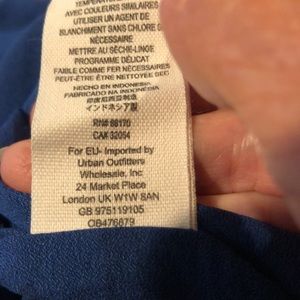 TEMPÉRATURE
AVEC COULEURS SIMILAIRES
UTILISER UN AGENT DE
BLANCHIMENT SANS CHLORE SI
NÉCESSAIRE
METTRE AU SÈCHE-LINGE
PROGRAMME DÉLICAT
FAIBLE COMME FER NÉCESSAIRES
PEUT-ÊTRE ÊTRE NETTOYÉE SEC
HECHO EN INDONESIA
FABRICADO NA INDONÉSIA
インドネシア製
RN# 66170
CA# 32054
For EU- Imported by
Urban Outfitters
Wholesale, Inc
24 Market Place
London UK W1W 8AN
GB 975119105
OB476879